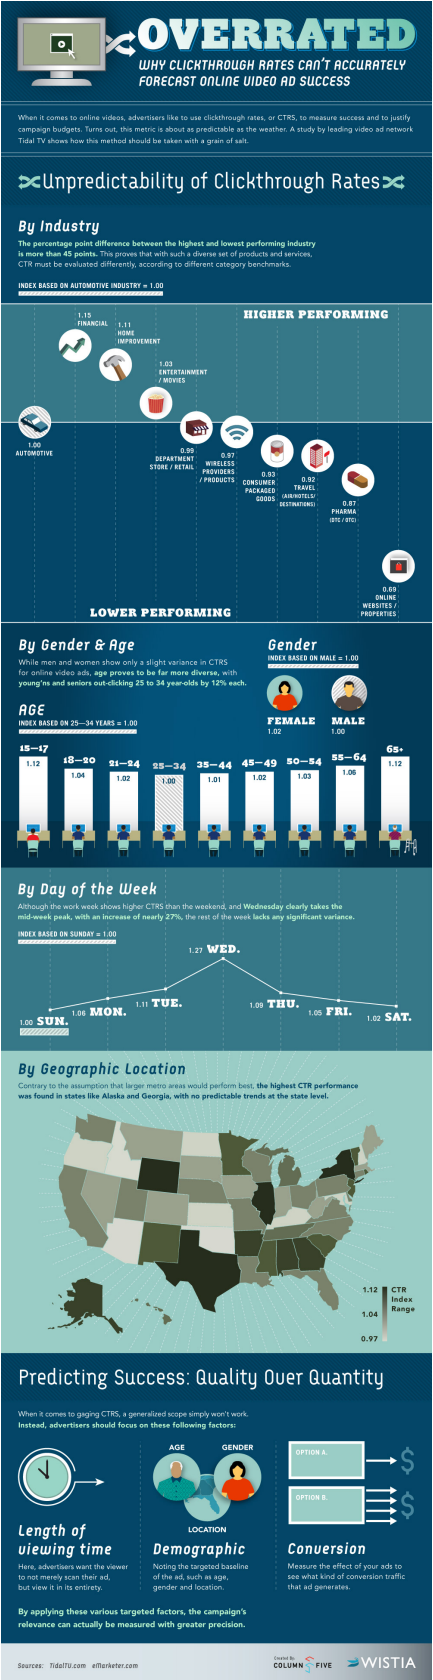 OVERRATED
WHY CLICKTHROUGH RATES CAN'T ACCURATELY
FORECAST ONLINE VIDEO AD SUCCESS
When it comes to online videos, advertisers like to use clickthrough rates, or CTRS, to measure success and to justify
campaign budgets. Turns out, this metric is about as predictable as the weather. A study by leading video ad network
Tidal TV shows how this method should be taken with a grain of salt.
Unpredictability of Clickthrough Rates
By Industry
The percentage point difference between the highest and lowest performing industry
is more than 45 points. This proves that with such a diverse set of products and services,
CTR must be evaluated differently, according to different category benchmarks.
INDEX BASED ON AUTOMOTIVE INDUSTRY = 1.00
HIGHER PERFORMING
1.15
FINANCIAL
1.11
HOME
IMPROVEMENT
1.03
ENTERTAINMENT
/ MOVIES
1.00
AUTOMOTIVE
0.99
DEPARTMENT
STORE / RETAIL
0.97
WIRELESS
PROVIDERS
/ PRODUCTS
0.93
CONSUMER
PACKAGED
GOODS
0.92
TRAVEL
(AIR/HOTELS/
DESTINATIONS)
0.87
PHARMA
(DTC / OTC)
0.69
ONLINE
WEBSITES /
PROPERTIES
LOWER PERFORMING
By Gender & Age
While men and women show only a slight variance in CTRS
for online video ads, age proves to be far more diverse, with
young'ns and seniors out-clicking 25 to 34 year-olds by 12% each.
Gender
INDEX BASED ON MALE = 1.00
FEMALE
1.02
MALE
1.00
AGE
INDEX BASED ON 25—34 YEARS = 1.00
15—17
1.12
18—20
1.04
21—24
1.02
25—34
1.00
35—44
1.01
45—49
1.02
50—54
1.03
55—64
1.06
65+
1.12
By Day of the Week
Although the work week shows higher CTRS than the weekend, and Wednesday clearly takes the
mid-week peak, with an increase of nearly 27%, the rest of the week lacks any significant variance.
INDEX BASED ON SUNDAY = 1.00
1.00 SUN.
1.06 MON.
1.11 TUE.
1.27 WED.
1.09 THU.
1.05 FRI.
1.02 SAT.
By Geographic Location
Contrary to the assumption that larger metro areas would perform best, the highest CTR performance
was found in states like Alaska and Georgia, with no predictable trends at the state level.
1.12
1.04
0.97
CTR
Index
Range
Predicting Success: Quality Over Quantity
When it comes to gaging CTRS, a generalized scope simply won't work.
Instead, advertisers should focus on these following factors:
AGE
GENDER
LOCATION
OPTION A.
$
OPTION B.
$
Length of
viewing time
Here, advertisers want the viewer
to not merely scan their ad,
but view it in its entirety.
Demographic
Noting the targeted baseline
of the ad, such as age,
gender and location.
Conversion
Measure the effect of your ads to
see what kind of conversion traffic
that ad generates.
By applying these various targeted factors, the campaign's
relevance can actually be measured with greater precision.
Sources: TidalTV.com eMarketer.com
Created By:
COLUMN FIVE
WISTIA